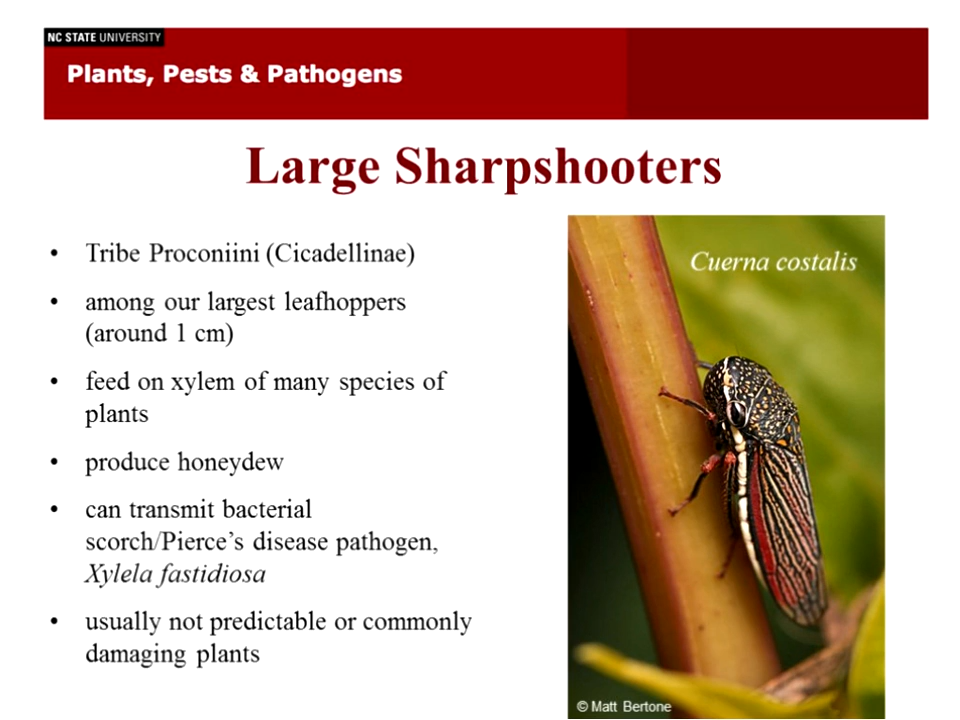 NC STATE UNIVERSITY
Plants, Pests & Pathogens
Large Sharpshooters
• Tribe Proconiini (Cicadellinae)
• among our largest leafhoppers
(around 1 cm)
• feed on xylem of many species of
plants
• produce honeydew
• can transmit bacterial
scorch/Pierce’s disease pathogen,
Xylela fastidiosa
• usually not predictable or commonly
damaging plants
Cuerna costalis
© Matt Bertone